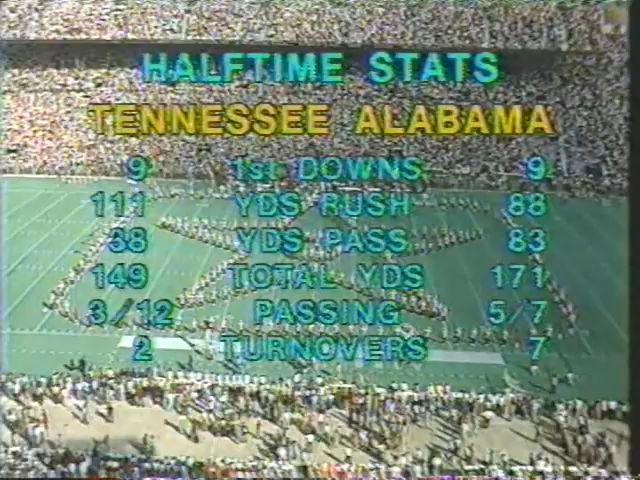 HALFTIME STATS
TENNESSEE ALABAMA
9 1st DOWNS 9
111 YDS RUSH 88
38 YDS PASS 83
149 TOTAL YDS 171
3/12 PASSING 5/7
2 TURNOVERS 7